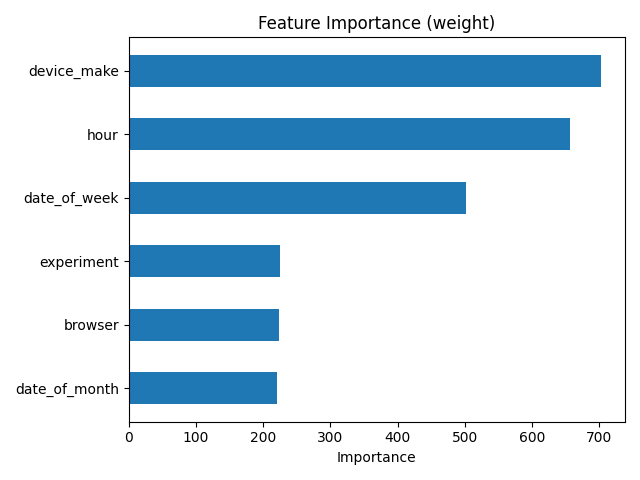 Feature Importance (weight)
device_make
hour
date_of_week
experiment
browser
date_of_month
0 100 200 300 400 500 600 700
Importance